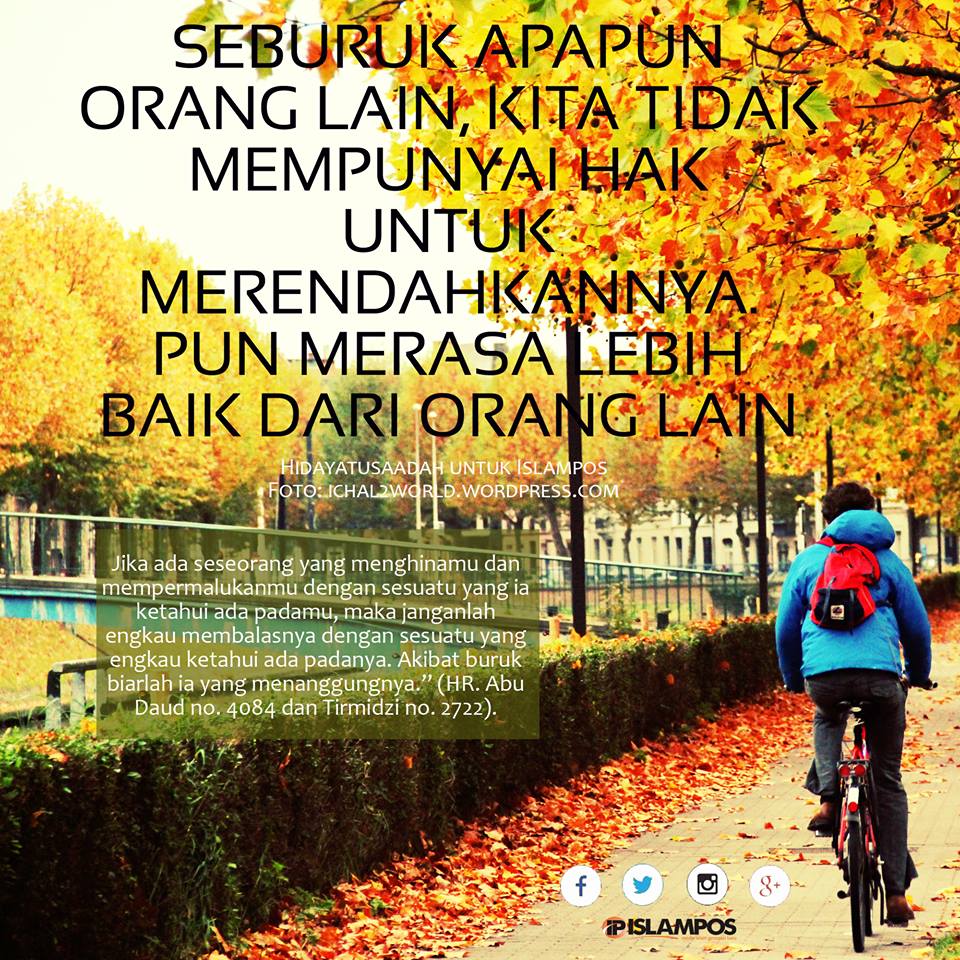 SEBURUK APAPUN
ORANG LAIN, KITA TIDAK
MEMPUNYAI HAK
UNTUK
MERENDAHKANNYA.
PUN MERASA LEBIH
BAIK DARI ORANG LAIN
HIDAYATUSAADAH UNTUK ISLAMPOS
FOTO: ICHAL2WORLD.WORDPRESS.COM
Jika ada seseorang yang menghinamu dan
mempermalukanmu dengan sesuatu yang ia
ketahui ada padamu, maka janganlah
engkau membalasnya dengan sesuatu yang
engkau ketahui ada padanya. Akibat buruk
biarlah ia yang menanggungnya.” (HR. Abu
Daud no. 4084 dan Tirmidzi no. 2722).
f g+
iP ISLAMPOS